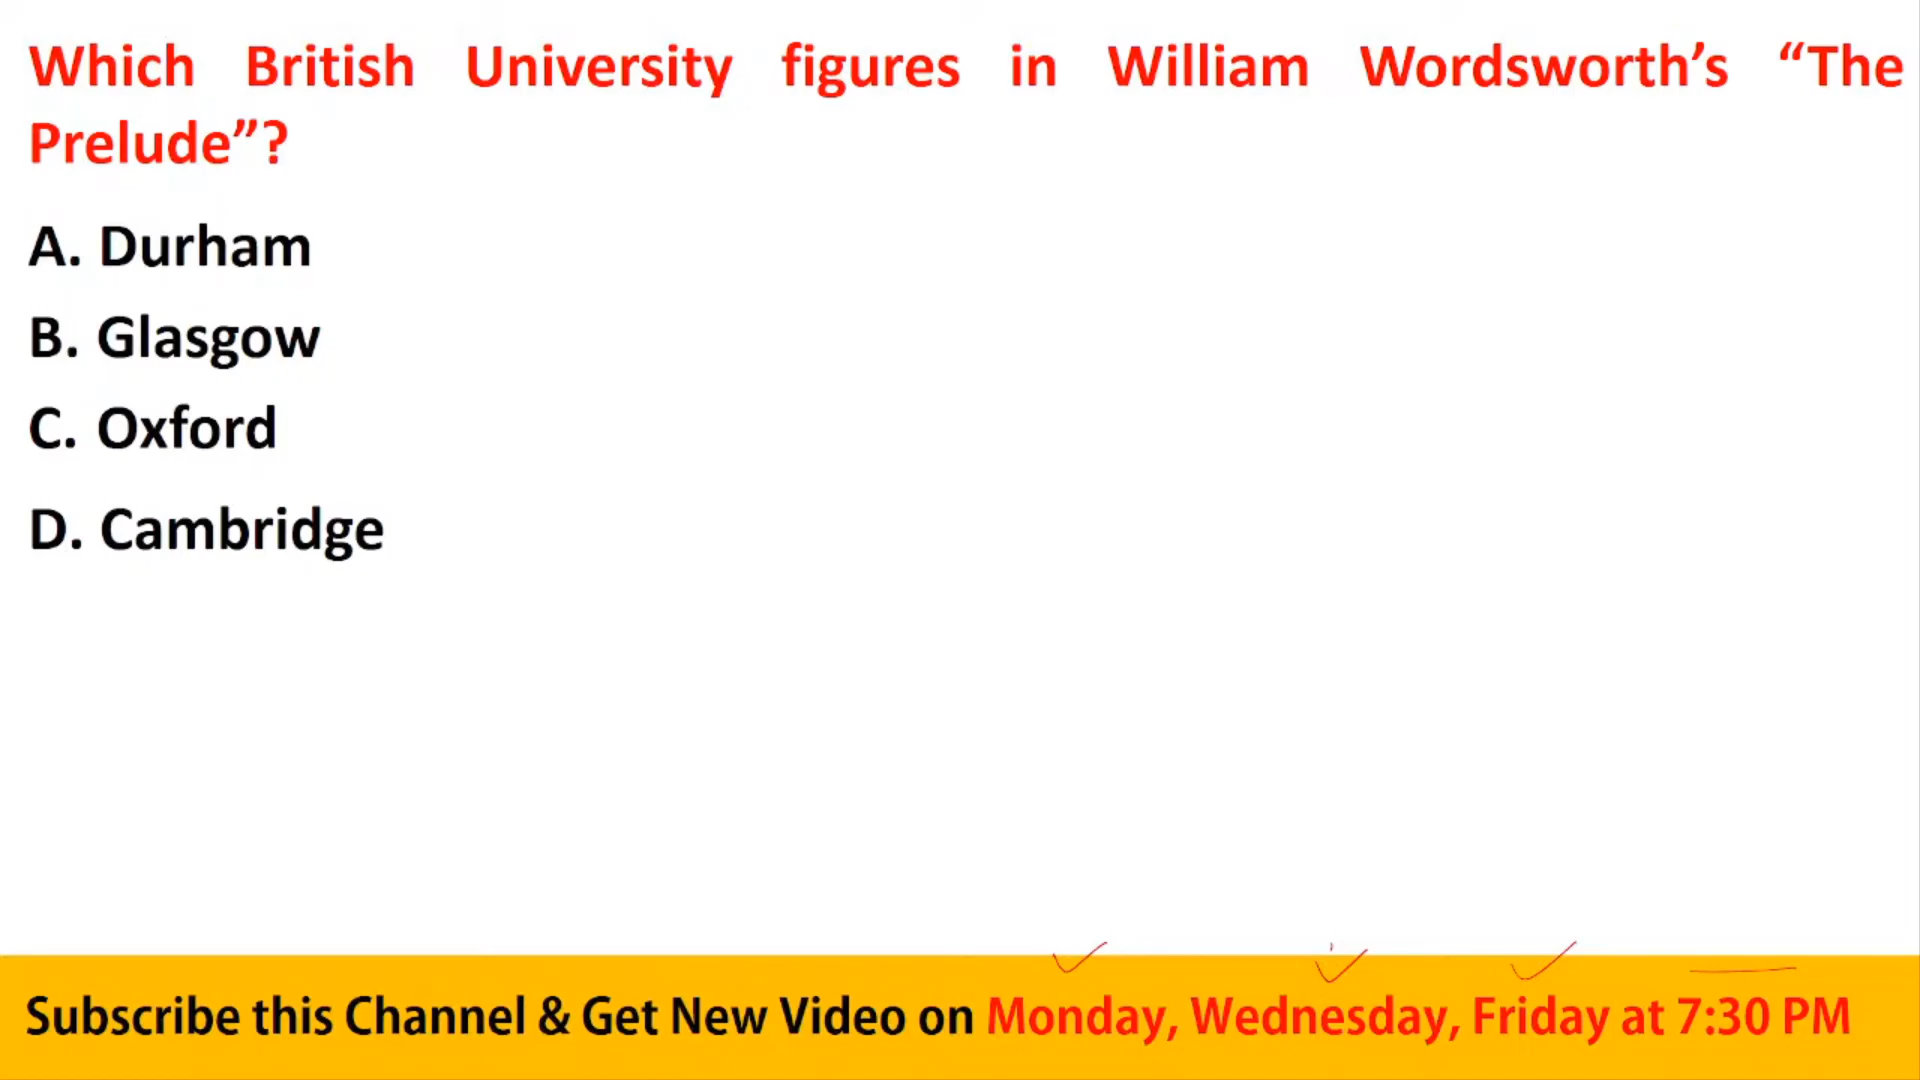 Which British University figures in William Wordsworth’s “The
Prelude”?
A. Durham
B. Glasgow
C. Oxford
D. Cambridge
Subscribe this Channel & Get New Video on Monday, Wednesday, Friday at 7:30 PM